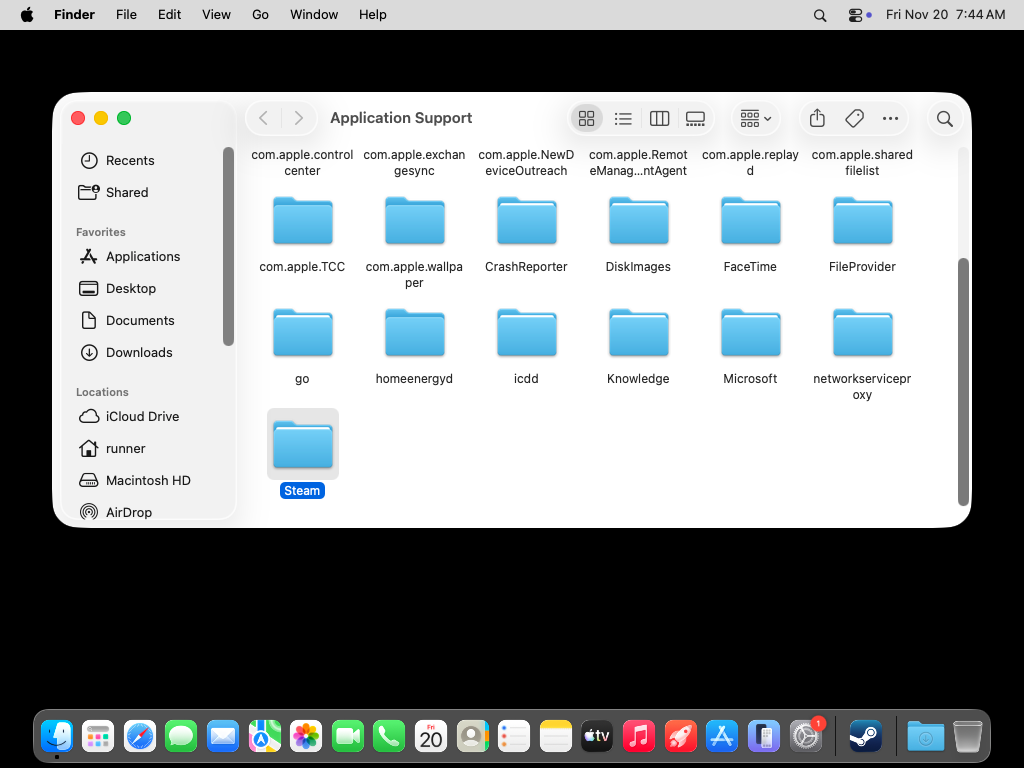 Finder File Edit View Go Window Help Fri Nov 20 7:44 AM
Application Support
Recents
Shared
Favorites
Applications
Desktop
Documents
Downloads
Locations
iCloud Drive
runner
Macintosh HD
AirDrop
com.apple.control com.apple.exchan com.apple.NewD com.apple.Remot com.apple.replay com.apple.shared
center gesync eviceOutreach eManag...ntAgent d filelist
com.apple.TCC com.apple.wallpa CrashReporter DiskImages FaceTime FileProvider
per
go homeenergyd icdd Knowledge Microsoft networkservicepr
oxy
Steam
1
Fri
20
tv